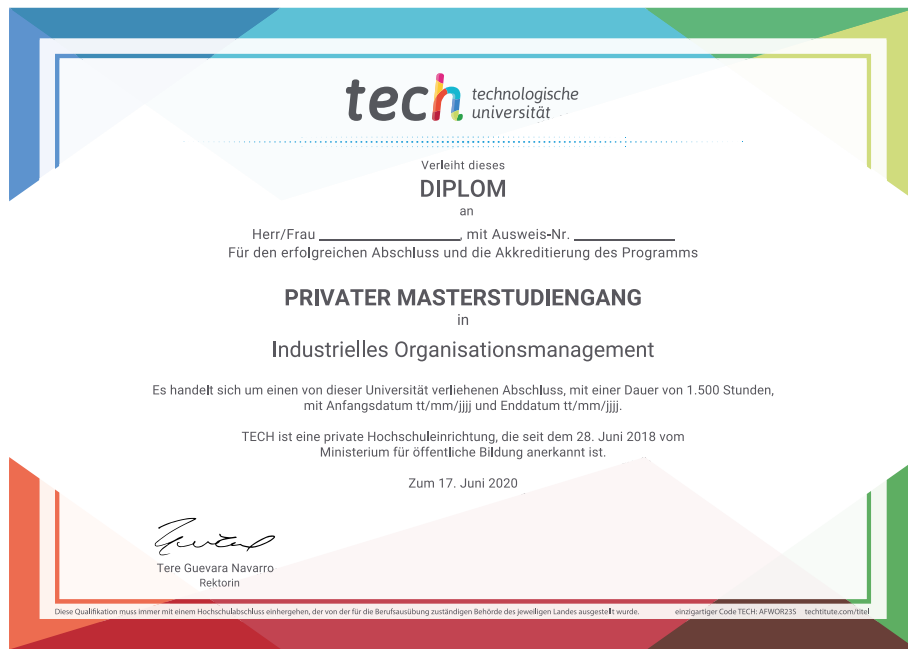 tech technologische
universität
Verleiht dieses
DIPLOM
an
Herr/Frau ____________________, mit Ausweis-Nr. ______________
Für den erfolgreichen Abschluss und die Akkreditierung des Programms
PRIVATER MASTERSTUDIENGANG
in
Industrielles Organisationsmanagement
Es handelt sich um einen von dieser Universität verliehenen Abschluss, mit einer Dauer von 1.500 Stunden,
mit Anfangsdatum tt/mm/jjjj und Enddatum tt/mm/jjjj.
TECH ist eine private Hochschuleinrichtung, die seit dem 28. Juni 2018 vom
Ministerium für öffentliche Bildung anerkannt ist.
Zum 17. Juni 2020
Tere Guevara Navarro
Rektorin
Diese Qualifikation muss immer mit einem Hochschulabschluss einhergehen, der von der für die Berufsausübung zuständigen Behörde des jeweiligen Landes ausgestellt wurde. einzigartiger Code TECH: AFWOR23S techtitute.com/titel